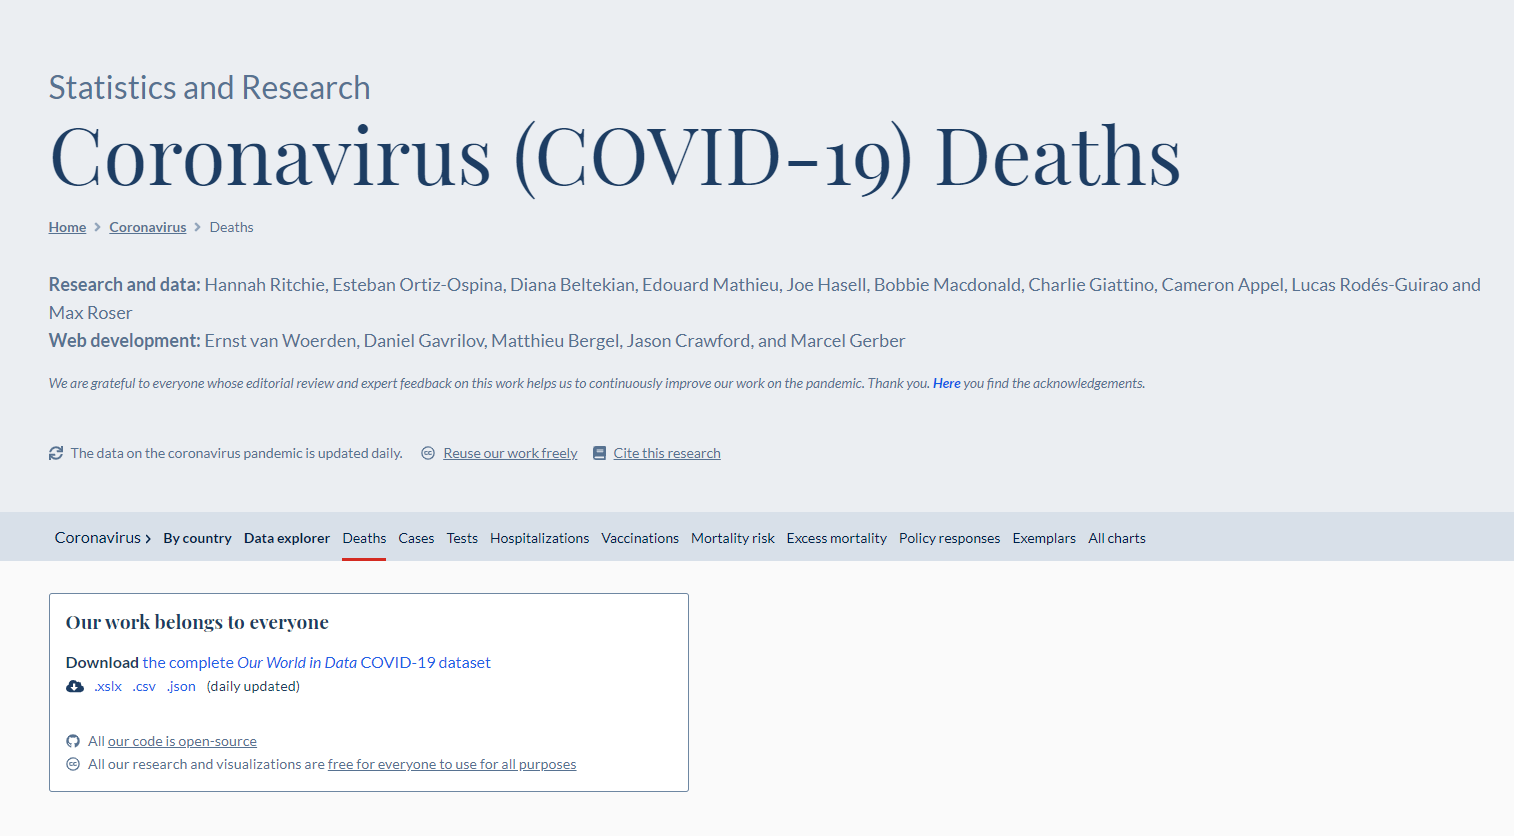 Statistics and Research
Coronavirus (COVID-19) Deaths
Home > Coronavirus > Deaths
Research and data: Hannah Ritchie, Esteban Ortiz-Ospina, Diana Beltekian, Edouard Mathieu, Joe Hasell, Bobbie Macdonald, Charlie Giattino, Cameron Appel, Lucas Rodés-Guirao and
Max Roser
Web development: Ernst van Woerden, Daniel Gavrilov, Matthieu Bergel, Jason Crawford, and Marcel Gerber
We are grateful to everyone whose editorial review and expert feedback on this work helps us to continuously improve our work on the pandemic. Thank you. Here you find the acknowledgements.
The data on the coronavirus pandemic is updated daily. Reuse our work freely Cite this research
Coronavirus > By country Data explorer Deaths Cases Tests Hospitalizations Vaccinations Mortality risk Excess mortality Policy responses Exemplars All charts
Our work belongs to everyone
Download the complete Our World in Data COVID-19 dataset
.xslx .csv .json (daily updated)
All our code is open-source
All our research and visualizations are free for everyone to use for all purposes